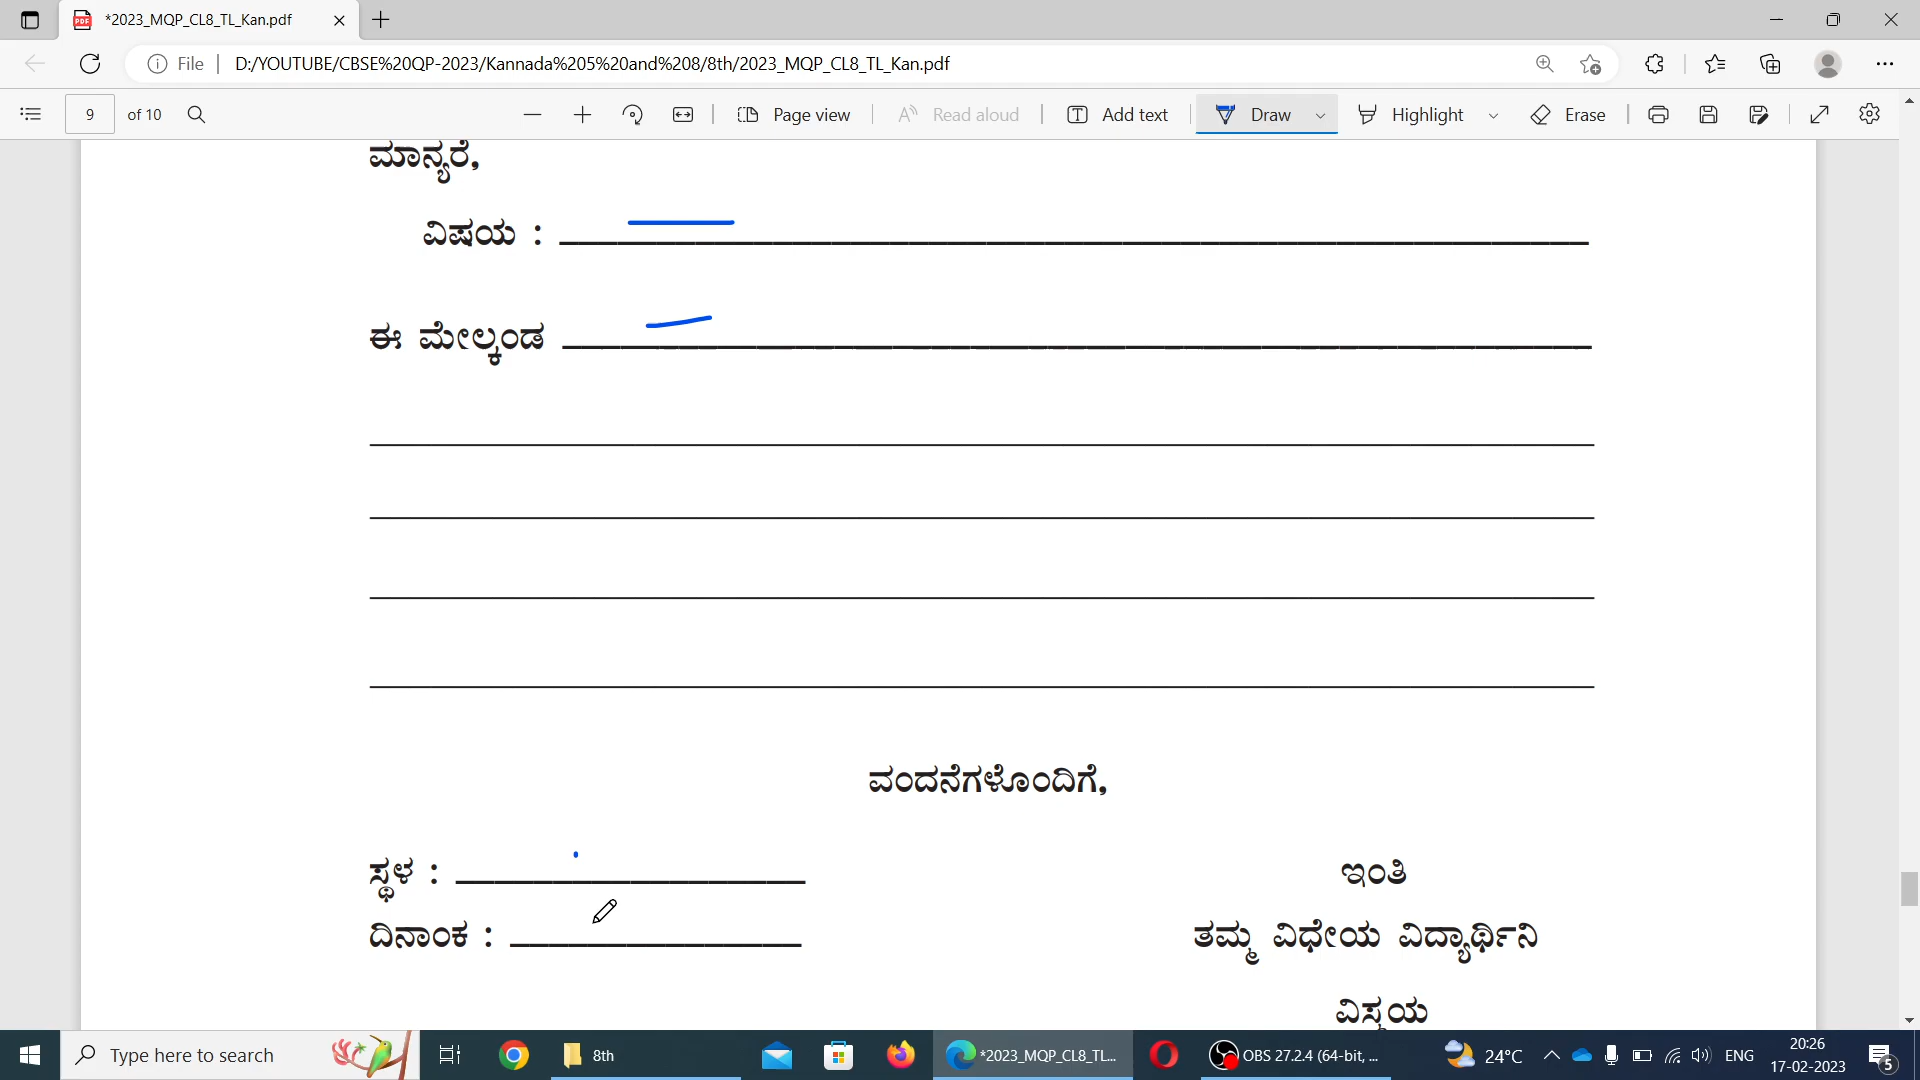 *2023_MQP_CL8_TL_Kan.pdf
File D:/YOUTUBE/CBSE%20QP-2023/Kannada%205%20and%208/8th/2023_MQP_CL8_TL_Kan.pdf
9 of 10 Page view Read aloud Add text Draw Highlight Erase
ಮಾನ್ಯರೆ,
ವಿಷಯ :
ಈ ಮೇಲ್ಕಂಡ
ವಂದನೆಗಳೊಂದಿಗೆ,
ಸ್ಥಳ : ಇಂತಿ
ದಿನಾಂಕ : ತಮ್ಮ ವಿಧೇಯ ವಿದ್ಯಾರ್ಥಿನಿ
ವಿಸ್ಮಯ
Type here to search 8th *2023_MQP_CL8_TL... OBS 27.2.4 (64-bit, ... 24°C ENG 20:26
17-02-2023 5